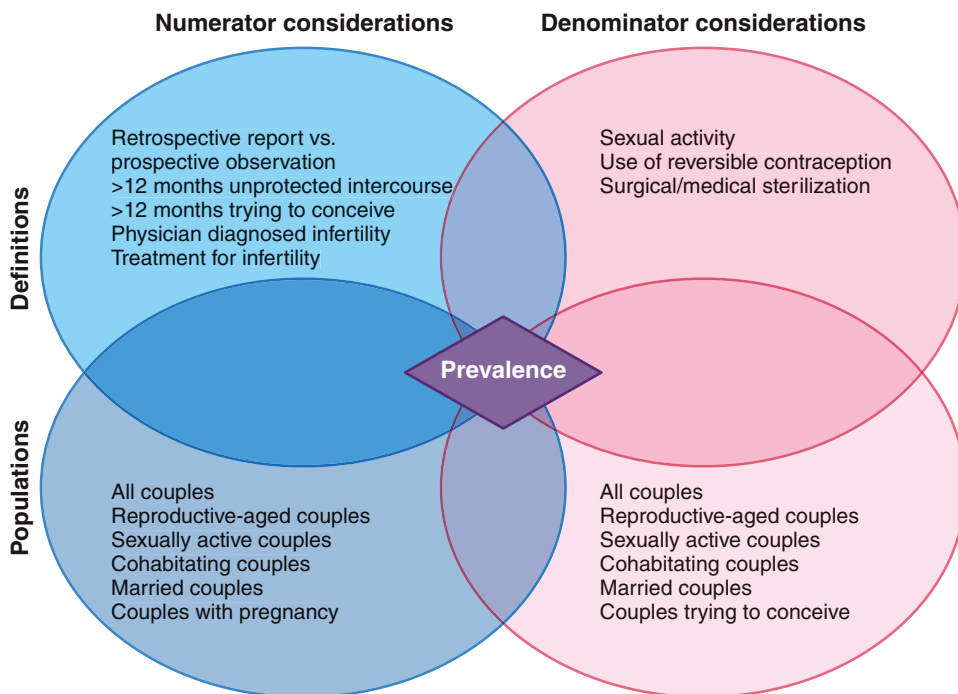 Numerator considerations
Denominator considerations
Definitions
Retrospective report vs.
prospective observation
>12 months unprotected intercourse
>12 months trying to conceive
Physician diagnosed infertility
Treatment for infertility
Sexual activity
Use of reversible contraception
Surgical/medical sterilization
Prevalence
Populations
All couples
Reproductive-aged couples
Sexually active couples
Cohabitating couples
Married couples
Couples with pregnancy
All couples
Reproductive-aged couples
Sexually active couples
Cohabitating couples
Married couples
Couples trying to conceive